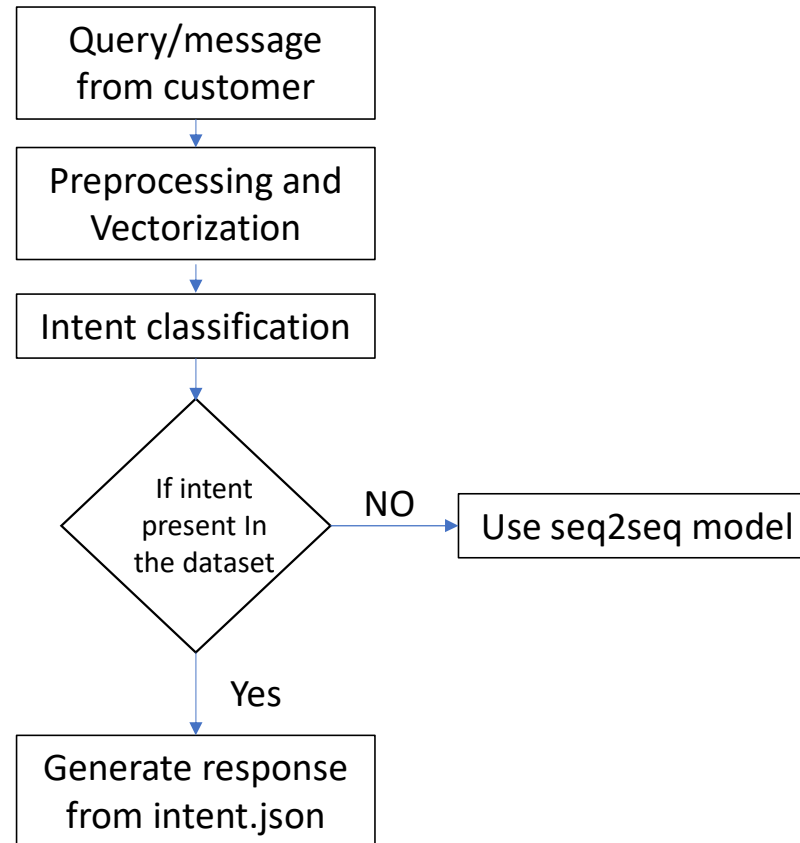 Query/message
from customer
Preprocessing and
Vectorization
Intent classification
If intent
present In
the dataset
NO
Use seq2seq model
Yes
Generate response
from intent.json